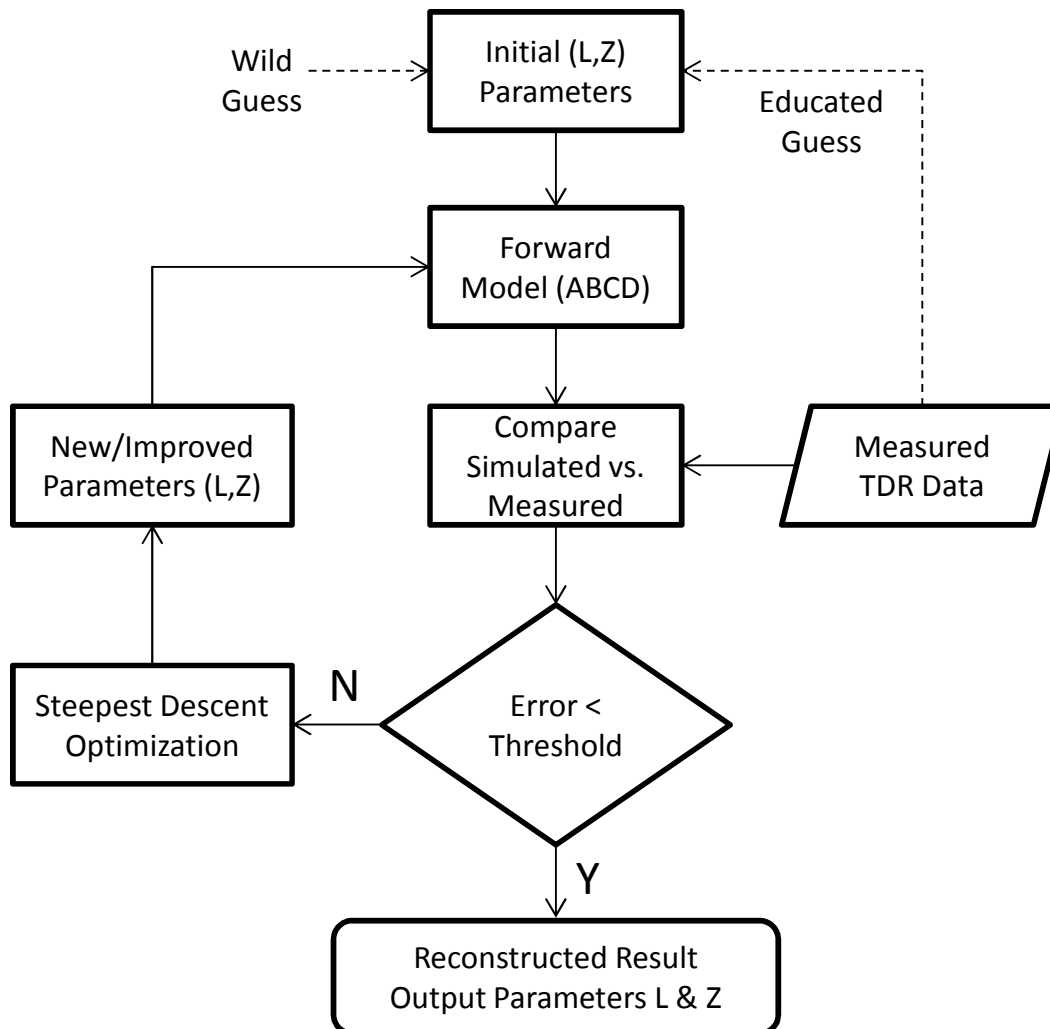 Wild
Guess
Initial (L,Z)
Parameters
Educated
Guess
Forward
Model (ABCD)
New/Improved
Parameters (L,Z)
Compare
Simulated vs.
Measured
Measured
TDR Data
Steepest Descent
Optimization
N
Error <
Threshold
Y
Reconstructed Result
Output Parameters L & Z